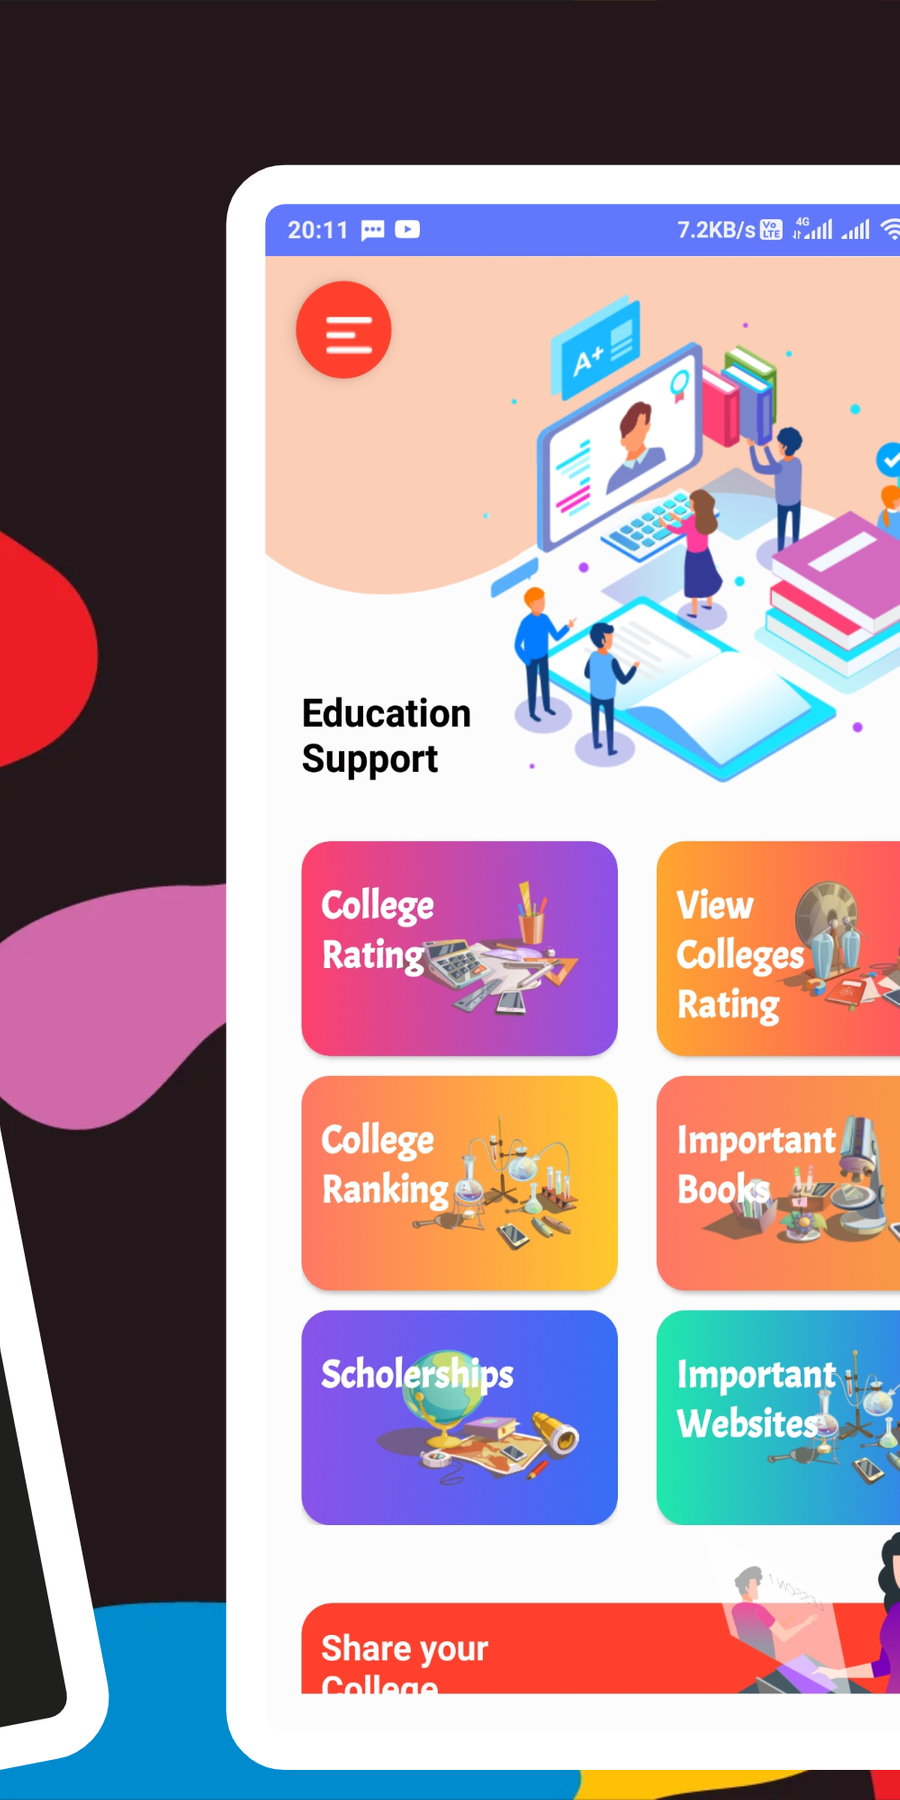 20:11
7.2KB/s
Vo
LTE
4G
A+
Education
Support
College
Rating
View
Colleges
Rating
College
Ranking
Important
Books
Scholerships
Important
Websites
Share your
College